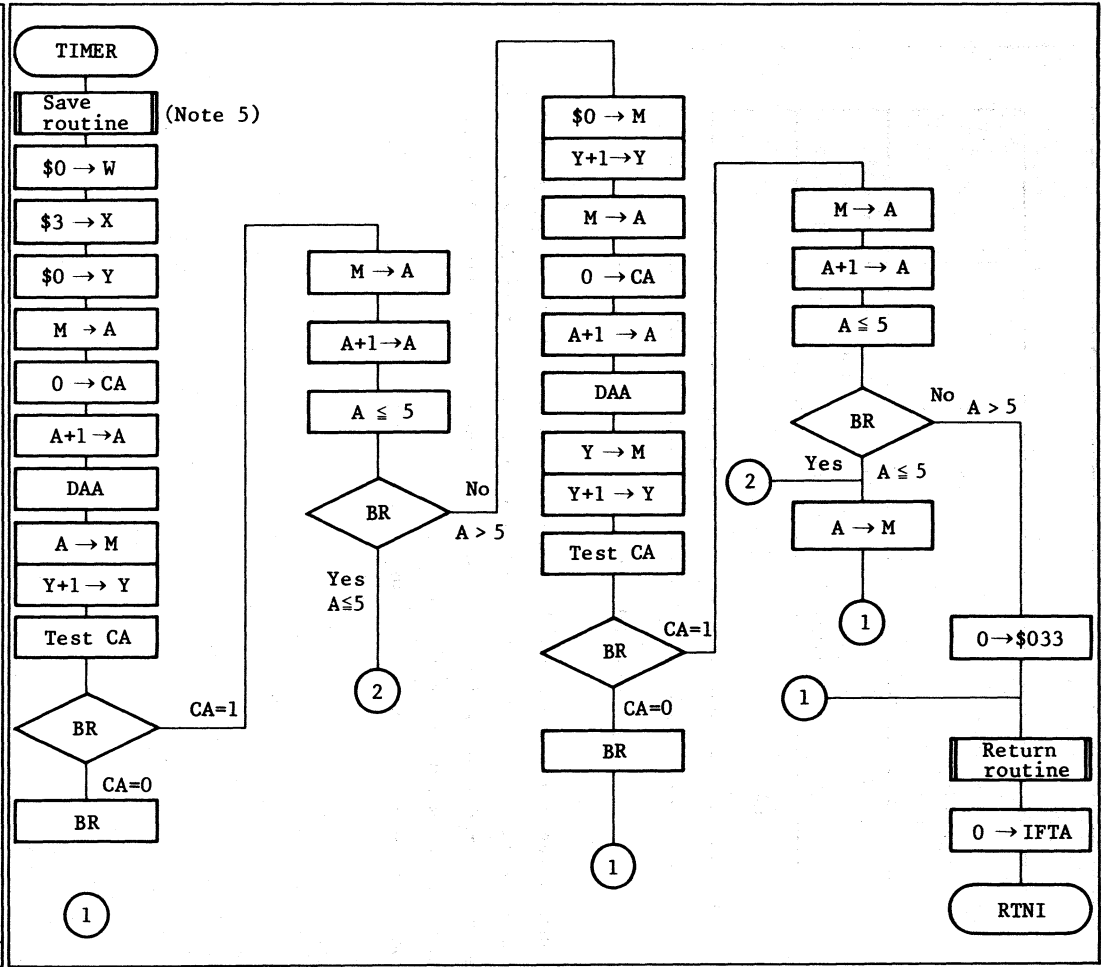 TIMER
Save
routine
(Note 5)
$0 → W
$3 → X
$0 → Y
M → A
0 → CA
A+1→A
DAA
A → M
Y+1 → Y
Test CA
BR
CA=1
CA=0
BR
1
M → A
A+1→A
A ≦ 5
BR
No
A > 5
Yes
A≦5
2
$0 → M
Y+1→Y
M → A
0 → CA
A+1 → A
DAA
Y → M
Y+1 → Y
Test CA
BR
CA=1
CA=0
BR
1
M → A
A+1 → A
A ≦ 5
BR
No
A > 5
Yes
A ≦ 5
2
A → M
1
0→$033
1
Return
routine
0 → IFTA
RTNI